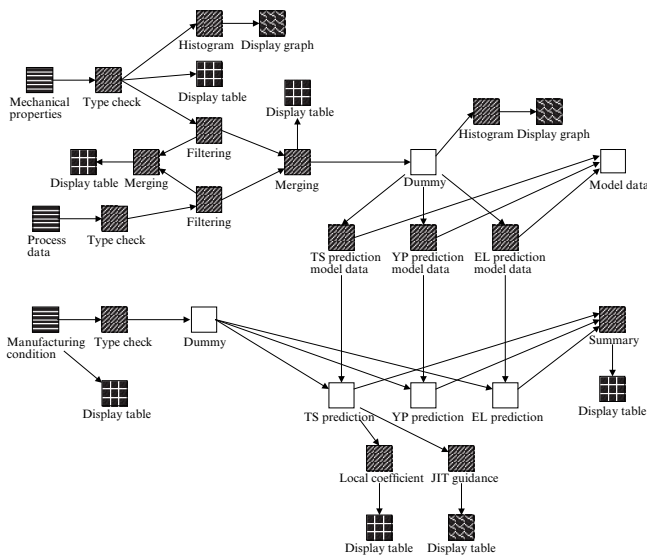 Histogram Display graph
Display table
Mechanical
properties
Type check
Display table
Filtering
Histogram Display graph
Display table
Merging
Merging
Dummy
Model data
Filtering
Process
data
Type check
TS prediction
model data
YP prediction
model data
EL prediction
model data
Manufacturing
condition
Type check
Dummy
Summary
Display table
TS prediction
YP prediction
EL prediction
Display table
Local coefficient
JIT guidance
Display table
Display table